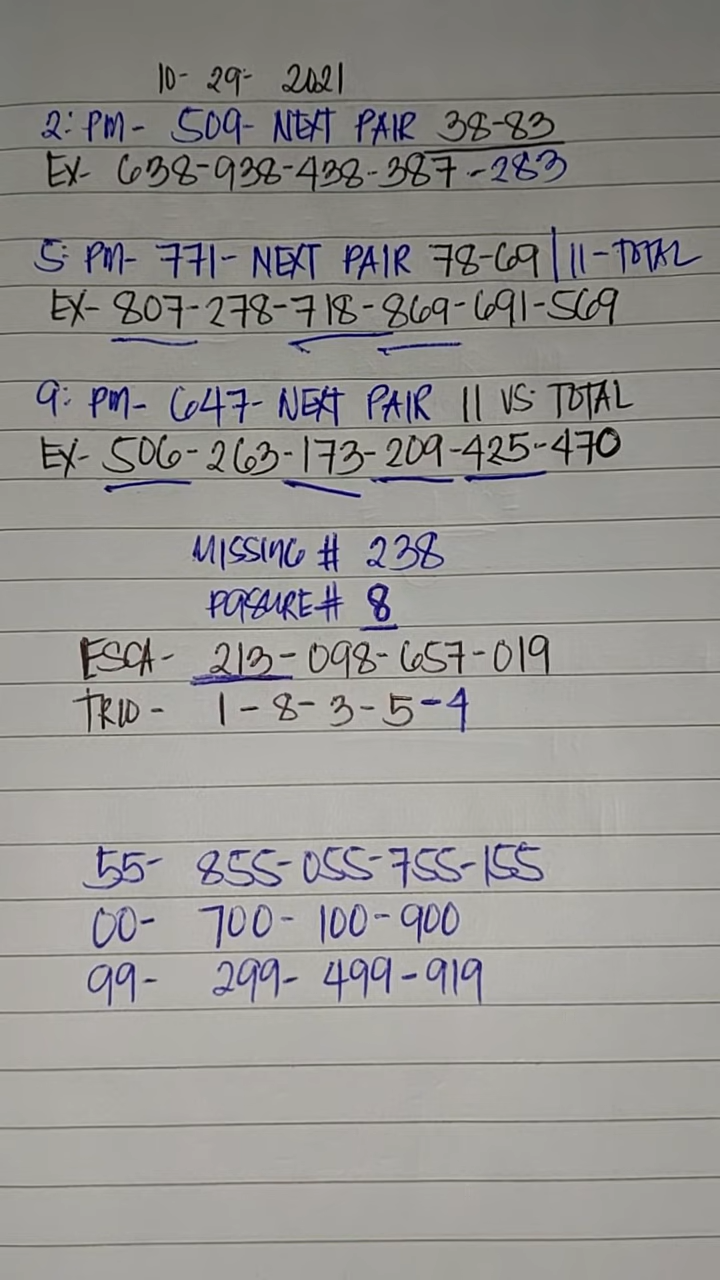 10- 29- 2021
2: PM- 509- NEXT PAIR 38-83
EX- 638-938-438-387-283
5: PM- 771- NEXT PAIR 78-69 | 11-TOTAL
EX- 807-278-718-869-691-569
9: PM- 647- NEXT PAIR 11 VS: TOTAL
EX- 506-263-173-209-425-470
MISSING # 238
# 8
ESCA- 213-098-657-019
TRIO- 1-8-3-5-4
55- 855-055-755-155
00- 700-100-900
99- 299-499-919